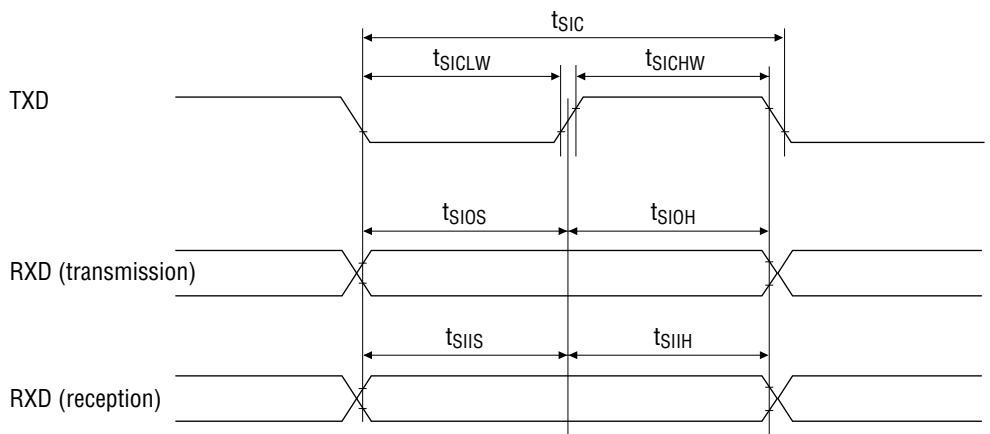 tSIC
tSICLW tSICHW
TXD
tSIOS tSIOH
RXD (transmission)
tSIIS tSIIH
RXD (reception)